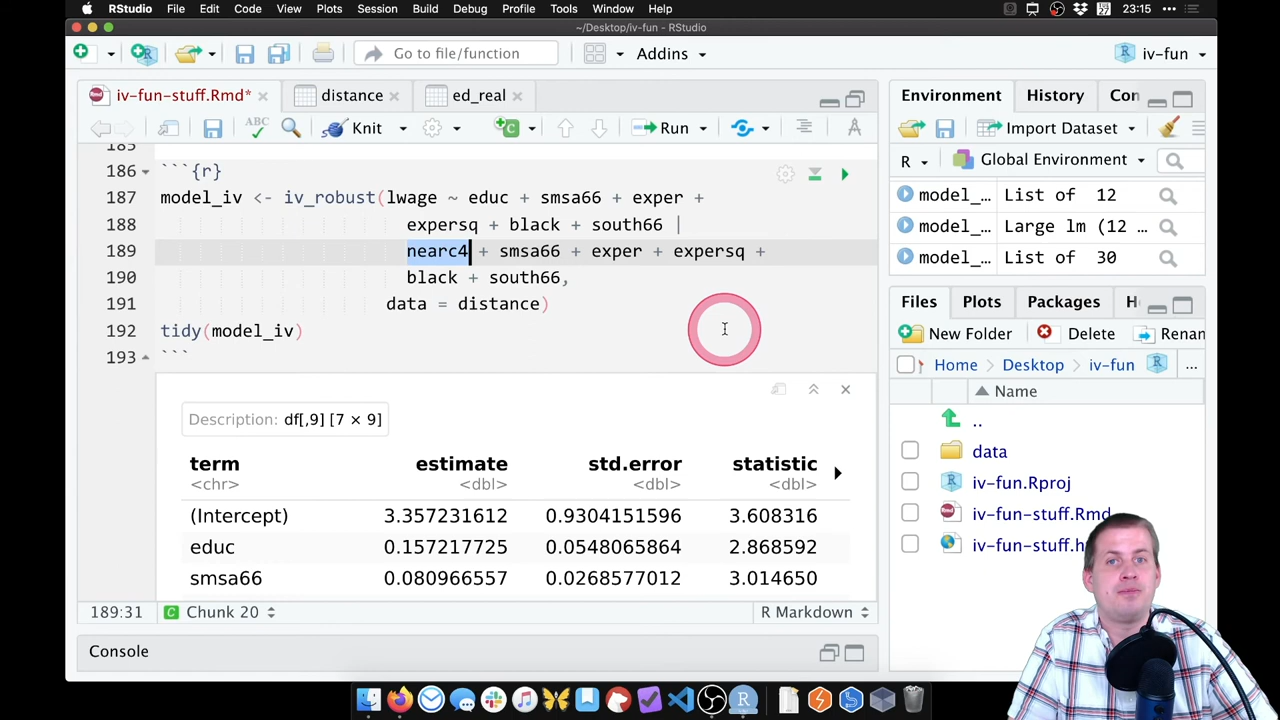 RStudio File Edit Code View Plots Session Build Debug Profile Tools Window Help 23:15
~/Desktop/iv-fun - RStudio
Go to file/function Addins iv-fun
iv-fun-stuff.Rmd* distance ed_real
ABC Knit Run
185
186 ```{r}
187 model_iv <- iv_robust(lwage ~ educ + smsa66 + exper +
188 expersq + black + south66 |
189 nearc4 + smsa66 + exper + expersq +
190 black + south66,
191 data = distance)
192 tidy(model_iv)
193 ```
Description: df[,9] [7 × 9]
term estimate std.error statistic
<chr> <dbl> <dbl> <dbl>
(Intercept) 3.357231612 0.9304151596 3.608316
educ 0.157217725 0.0548065864 2.868592
smsa66 0.080966557 0.0268577012 3.014650
189:31 C Chunk 20 R Markdown
Console
Environment History Con
Import Dataset
R Global Environment
model_... List of 12
model_... Large lm (12 ...
model_... List of 30
Files Plots Packages H
New Folder Delete Renan
Home Desktop iv-fun ...
Name
..
data
iv-fun.Rproj
iv-fun-stuff.Rmd
iv-fun-stuff.h